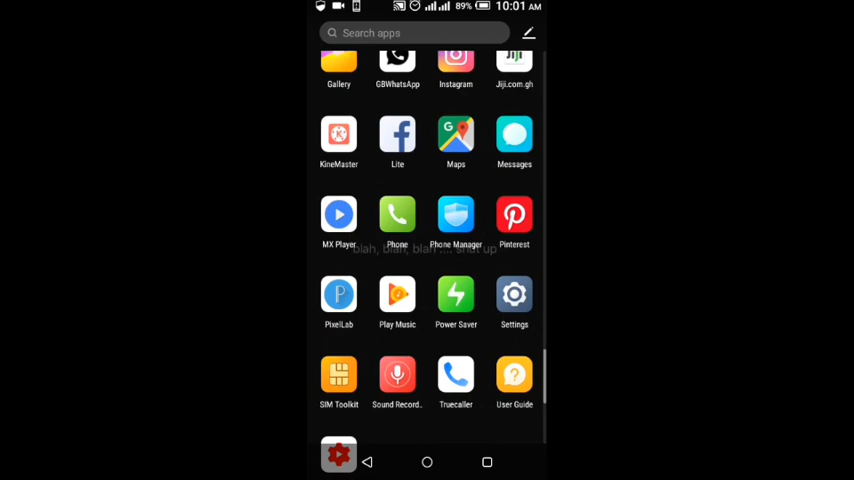 89% 10:01 AM
Search apps
Gallery GBWhatsApp Instagram Jiji.com.gh
KineMaster Lite Maps Messages
MX Player Phone Phone Manager Pinterest
blah, blah, blah .... shut up
PixelLab Play Music Power Saver Settings
SIM Toolkit Sound Record.. Truecaller User Guide